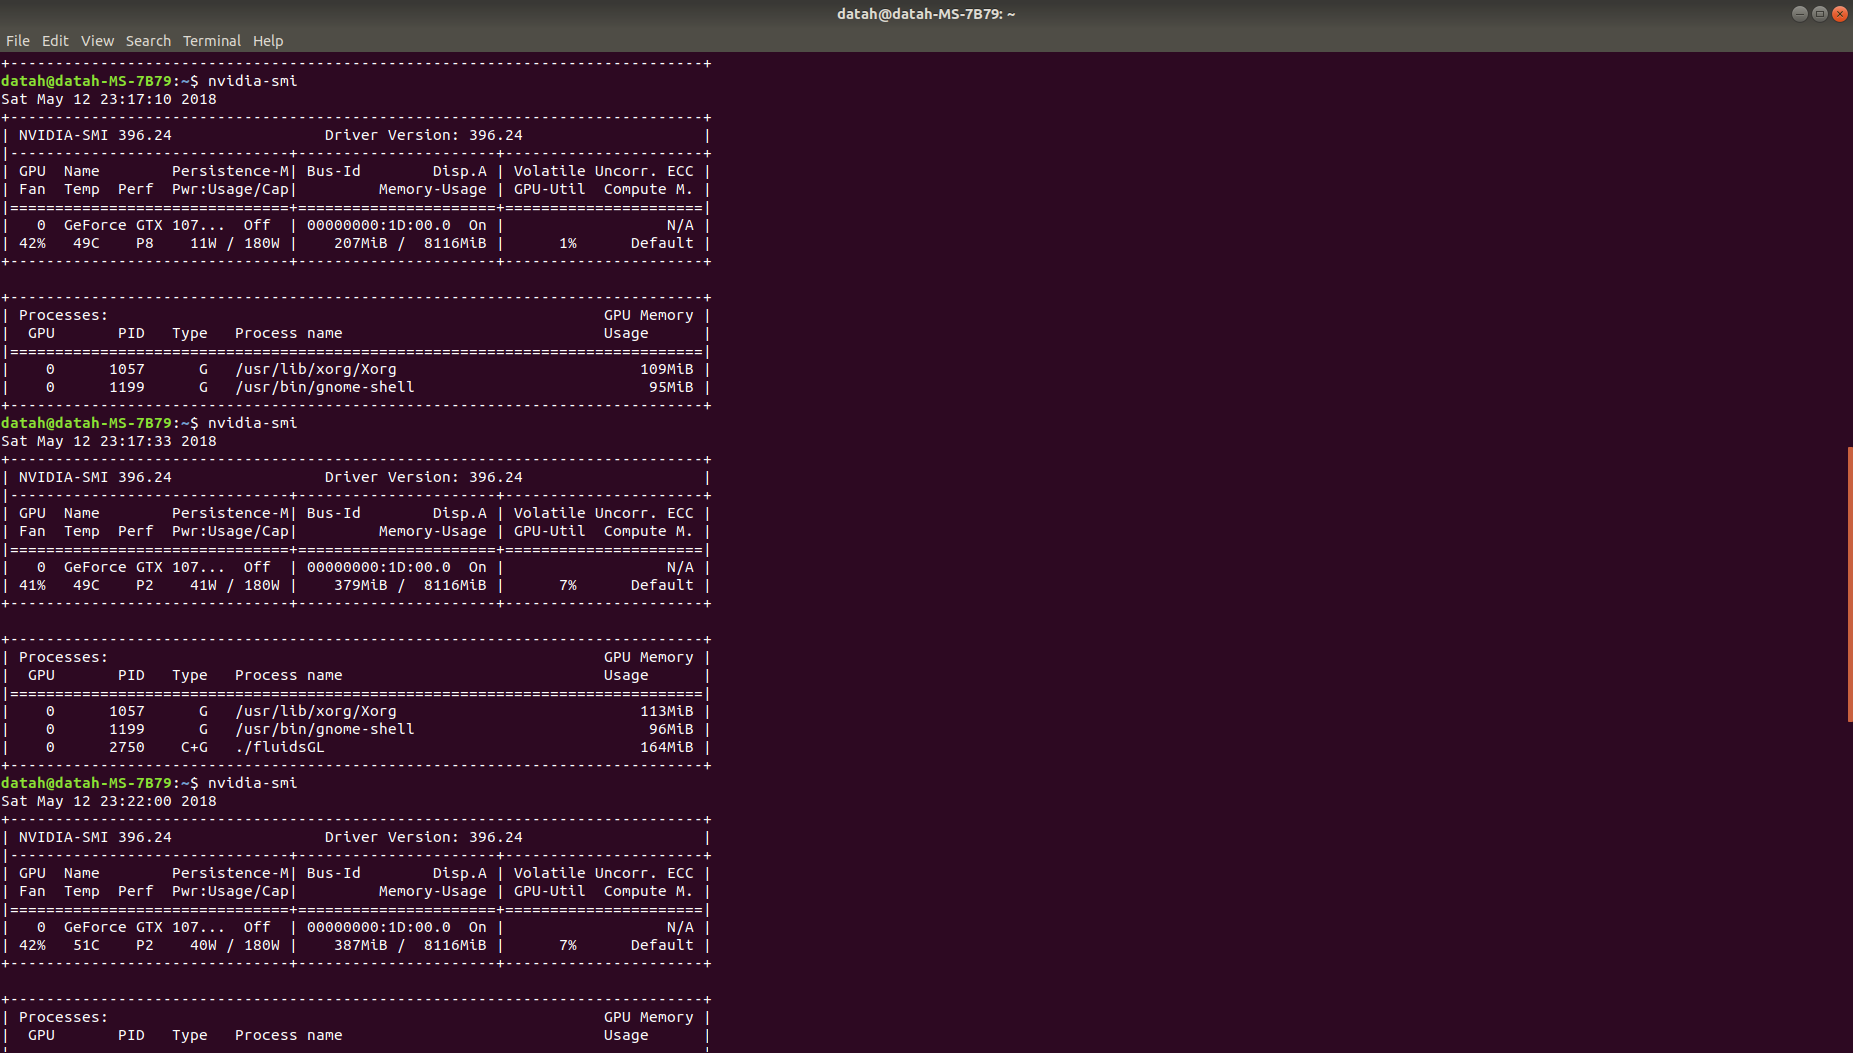 datah@datah-MS-7B79: ~
File Edit View Search Terminal Help
+-----------------------------------------------------------------------------+
datah@datah-MS-7B79:~$ nvidia-smi
Sat May 12 23:17:10 2018
+-----------------------------------------------------------------------------+
| NVIDIA-SMI 396.24                 Driver Version: 396.24                    |
|-------------------------------+----------------------+----------------------+
| GPU  Name        Persistence-M| Bus-Id        Disp.A | Volatile Uncorr. ECC |
| Fan  Temp  Perf  Pwr:Usage/Cap|         Memory-Usage | GPU-Util  Compute M. |
|===============================+======================+======================|
|   0  GeForce GTX 107...  Off  | 00000000:1D:00.0  On |                  N/A |
| 42%   49C    P8    11W / 180W |    207MiB /  8116MiB |      1%      Default |
+-------------------------------+----------------------+----------------------+

+-----------------------------------------------------------------------------+
| Processes:                                                       GPU Memory |
|  GPU       PID   Type   Process name                             Usage      |
|=============================================================================|
|    0      1057      G   /usr/lib/xorg/Xorg                           109MiB |
|    0      1199      G   /usr/bin/gnome-shell                          95MiB |
+-----------------------------------------------------------------------------+
datah@datah-MS-7B79:~$ nvidia-smi
Sat May 12 23:17:33 2018
+-----------------------------------------------------------------------------+
| NVIDIA-SMI 396.24                 Driver Version: 396.24                    |
|-------------------------------+----------------------+----------------------+
| GPU  Name        Persistence-M| Bus-Id        Disp.A | Volatile Uncorr. ECC |
| Fan  Temp  Perf  Pwr:Usage/Cap|         Memory-Usage | GPU-Util  Compute M. |
|===============================+======================+======================|
|   0  GeForce GTX 107...  Off  | 00000000:1D:00.0  On |                  N/A |
| 41%   49C    P2    41W / 180W |    379MiB /  8116MiB |      7%      Default |
+-------------------------------+----------------------+----------------------+

+-----------------------------------------------------------------------------+
| Processes:                                                       GPU Memory |
|  GPU       PID   Type   Process name                             Usage      |
|=============================================================================|
|    0      1057      G   /usr/lib/xorg/Xorg                           113MiB |
|    0      1199      G   /usr/bin/gnome-shell                          96MiB |
|    0      2750    C+G   ./fluidsGL                                   164MiB |
+-----------------------------------------------------------------------------+
datah@datah-MS-7B79:~$ nvidia-smi
Sat May 12 23:22:00 2018
+-----------------------------------------------------------------------------+
| NVIDIA-SMI 396.24                 Driver Version: 396.24                    |
|-------------------------------+----------------------+----------------------+
| GPU  Name        Persistence-M| Bus-Id        Disp.A | Volatile Uncorr. ECC |
| Fan  Temp  Perf  Pwr:Usage/Cap|         Memory-Usage | GPU-Util  Compute M. |
|===============================+======================+======================|
|   0  GeForce GTX 107...  Off  | 00000000:1D:00.0  On |                  N/A |
| 42%   51C    P2    40W / 180W |    387MiB /  8116MiB |      7%      Default |
+-------------------------------+----------------------+----------------------+

+-----------------------------------------------------------------------------+
| Processes:                                                       GPU Memory |
|  GPU       PID   Type   Process name                             Usage      |